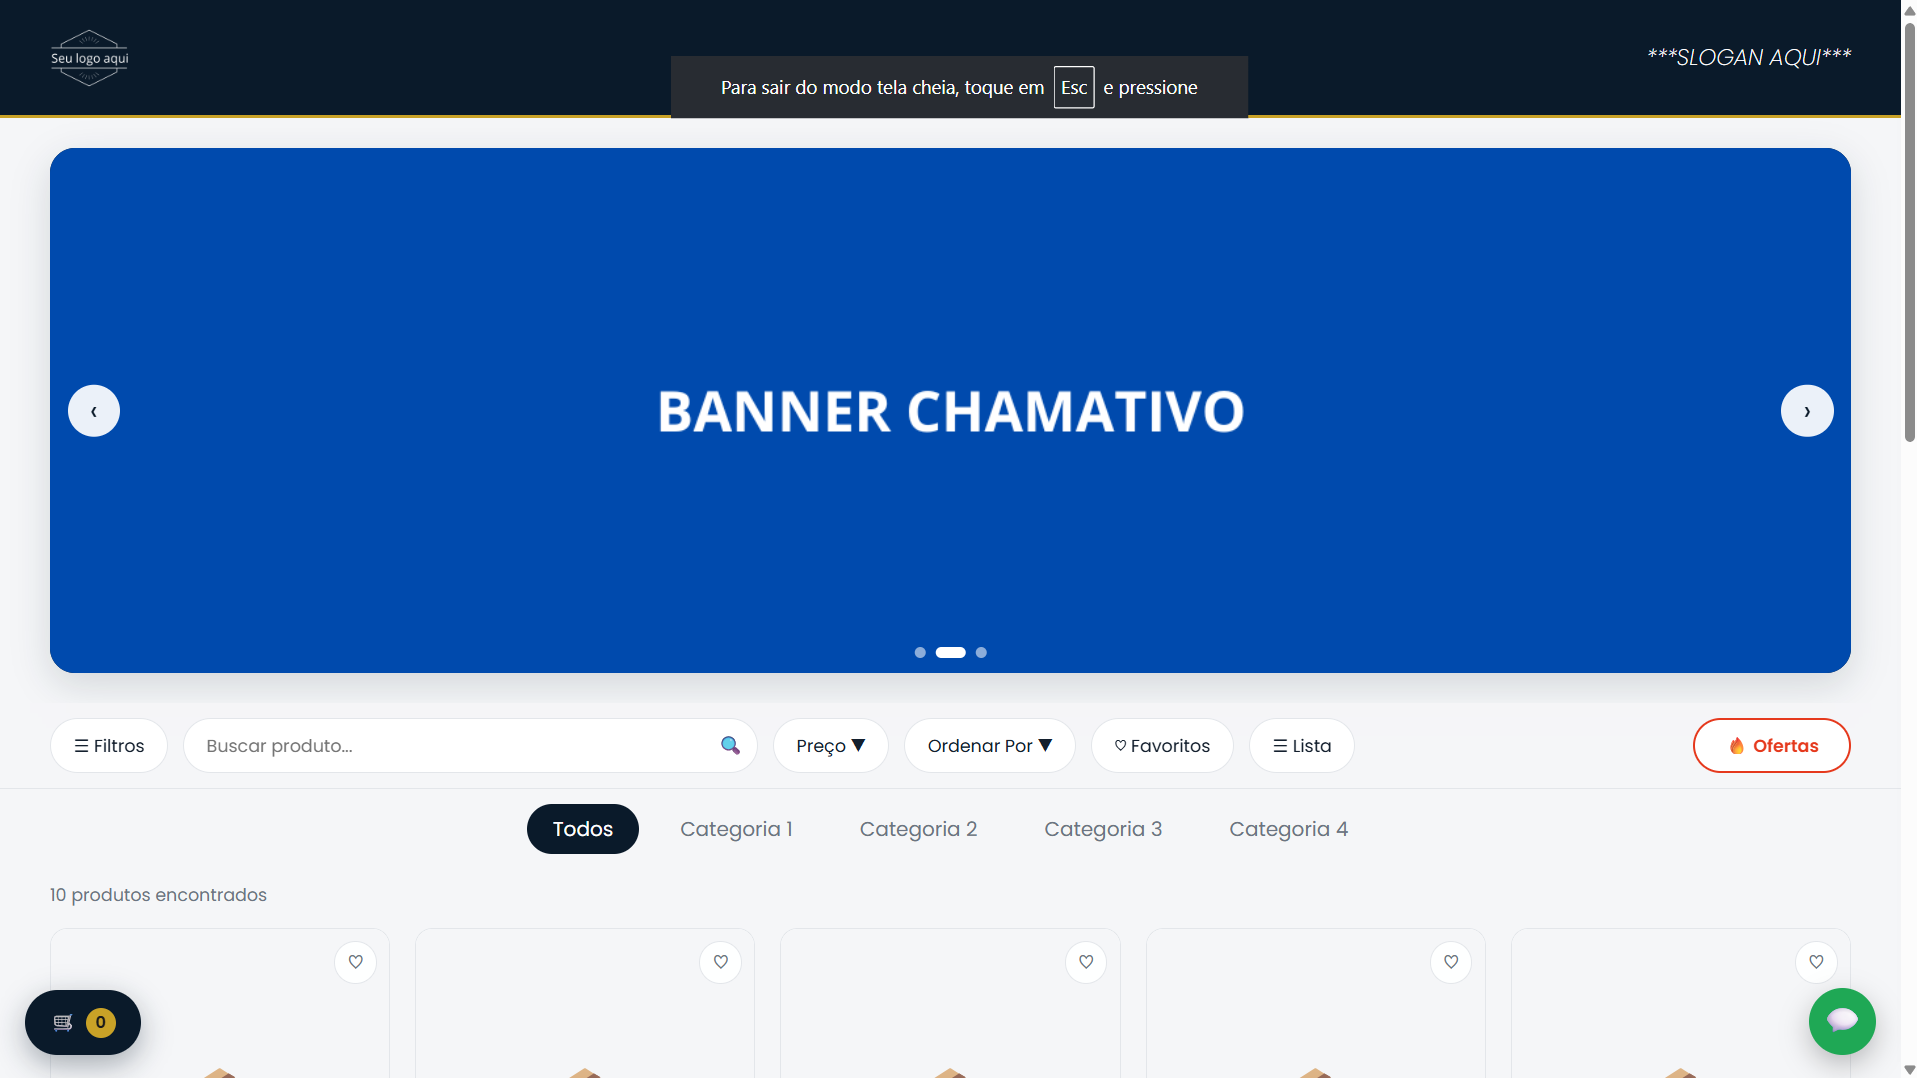 Seu logo aqui
***SLOGAN AQUI***
Para sair do modo tela cheia, toque em Esc e pressione
BANNER CHAMATIVO
☰ Filtros
Buscar produto...
Preço ▼
Ordenar Por ▼
♡ Favoritos
☰ Lista
🔥 Ofertas
Todos
Categoria 1
Categoria 2
Categoria 3
Categoria 4
10 produtos encontrados
0